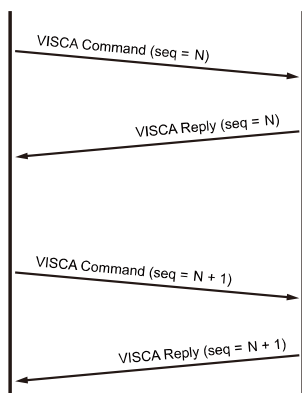 VISCA Command (seq = N)
VISCA Reply (seq = N)
VISCA Command (seq = N + 1)
VISCA Reply (seq = N + 1)